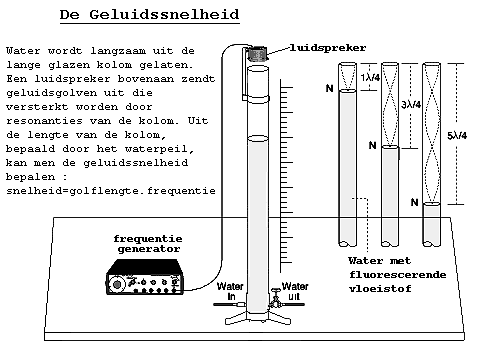 De Geluidssnelheid
Water wordt langzaam uit de
lange glazen kolom gelaten.
Een luidspreker bovenaan zendt
geluidsgolven uit die
versterkt worden door
resonanties van de kolom. Uit
de lengte van de kolom,
bepaald door het waterpeil,
kan men de geluidssnelheid
bepalen :
snelheid=golflengte.frequentie
luidspreker
1λ/4
N
3λ/4
N
5λ/4
N
frequentie
generator
Water
in
Water
uit
Water met
fluorescerende
vloeistof